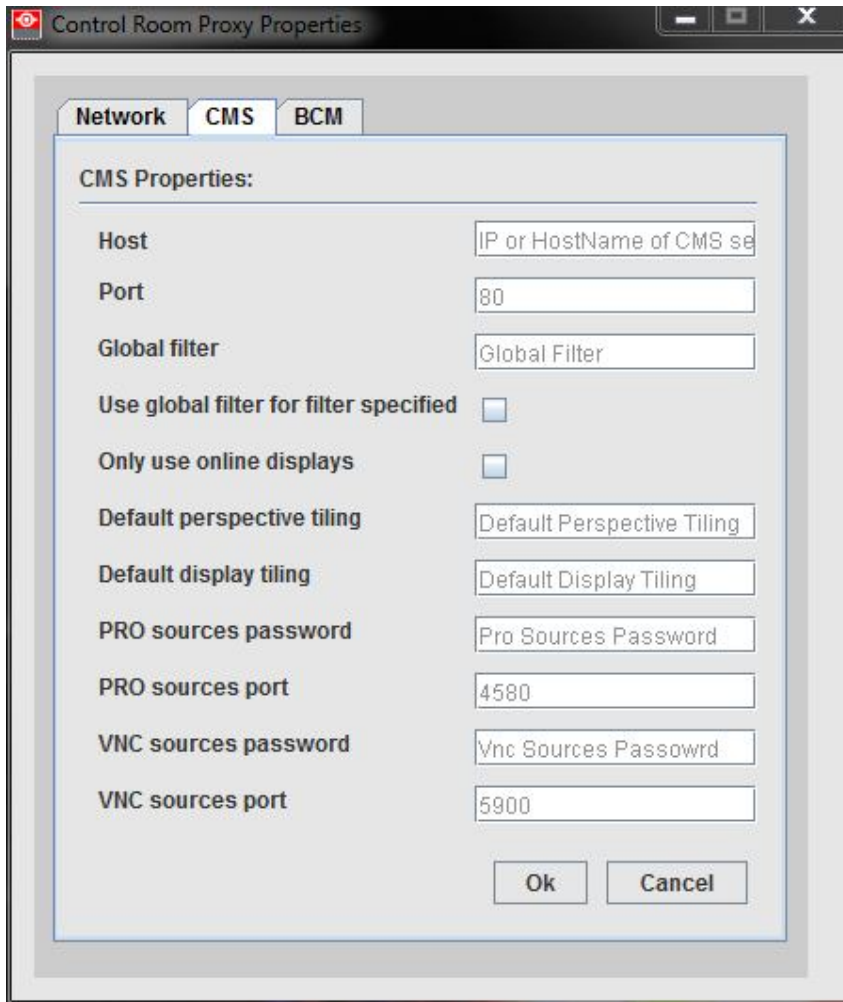 Control Room Proxy Properties
Network CMS BCM
CMS Properties:
Host IP or HostName of CMS se
Port 80
Global filter Global Filter
Use global filter for filter specified
Only use online displays
Default perspective tiling Default Perspective Tiling
Default display tiling Default Display Tiling
PRO sources password Pro Sources Password
PRO sources port 4580
VNC sources password Vnc Sources Passowrd
VNC sources port 5900
Ok Cancel